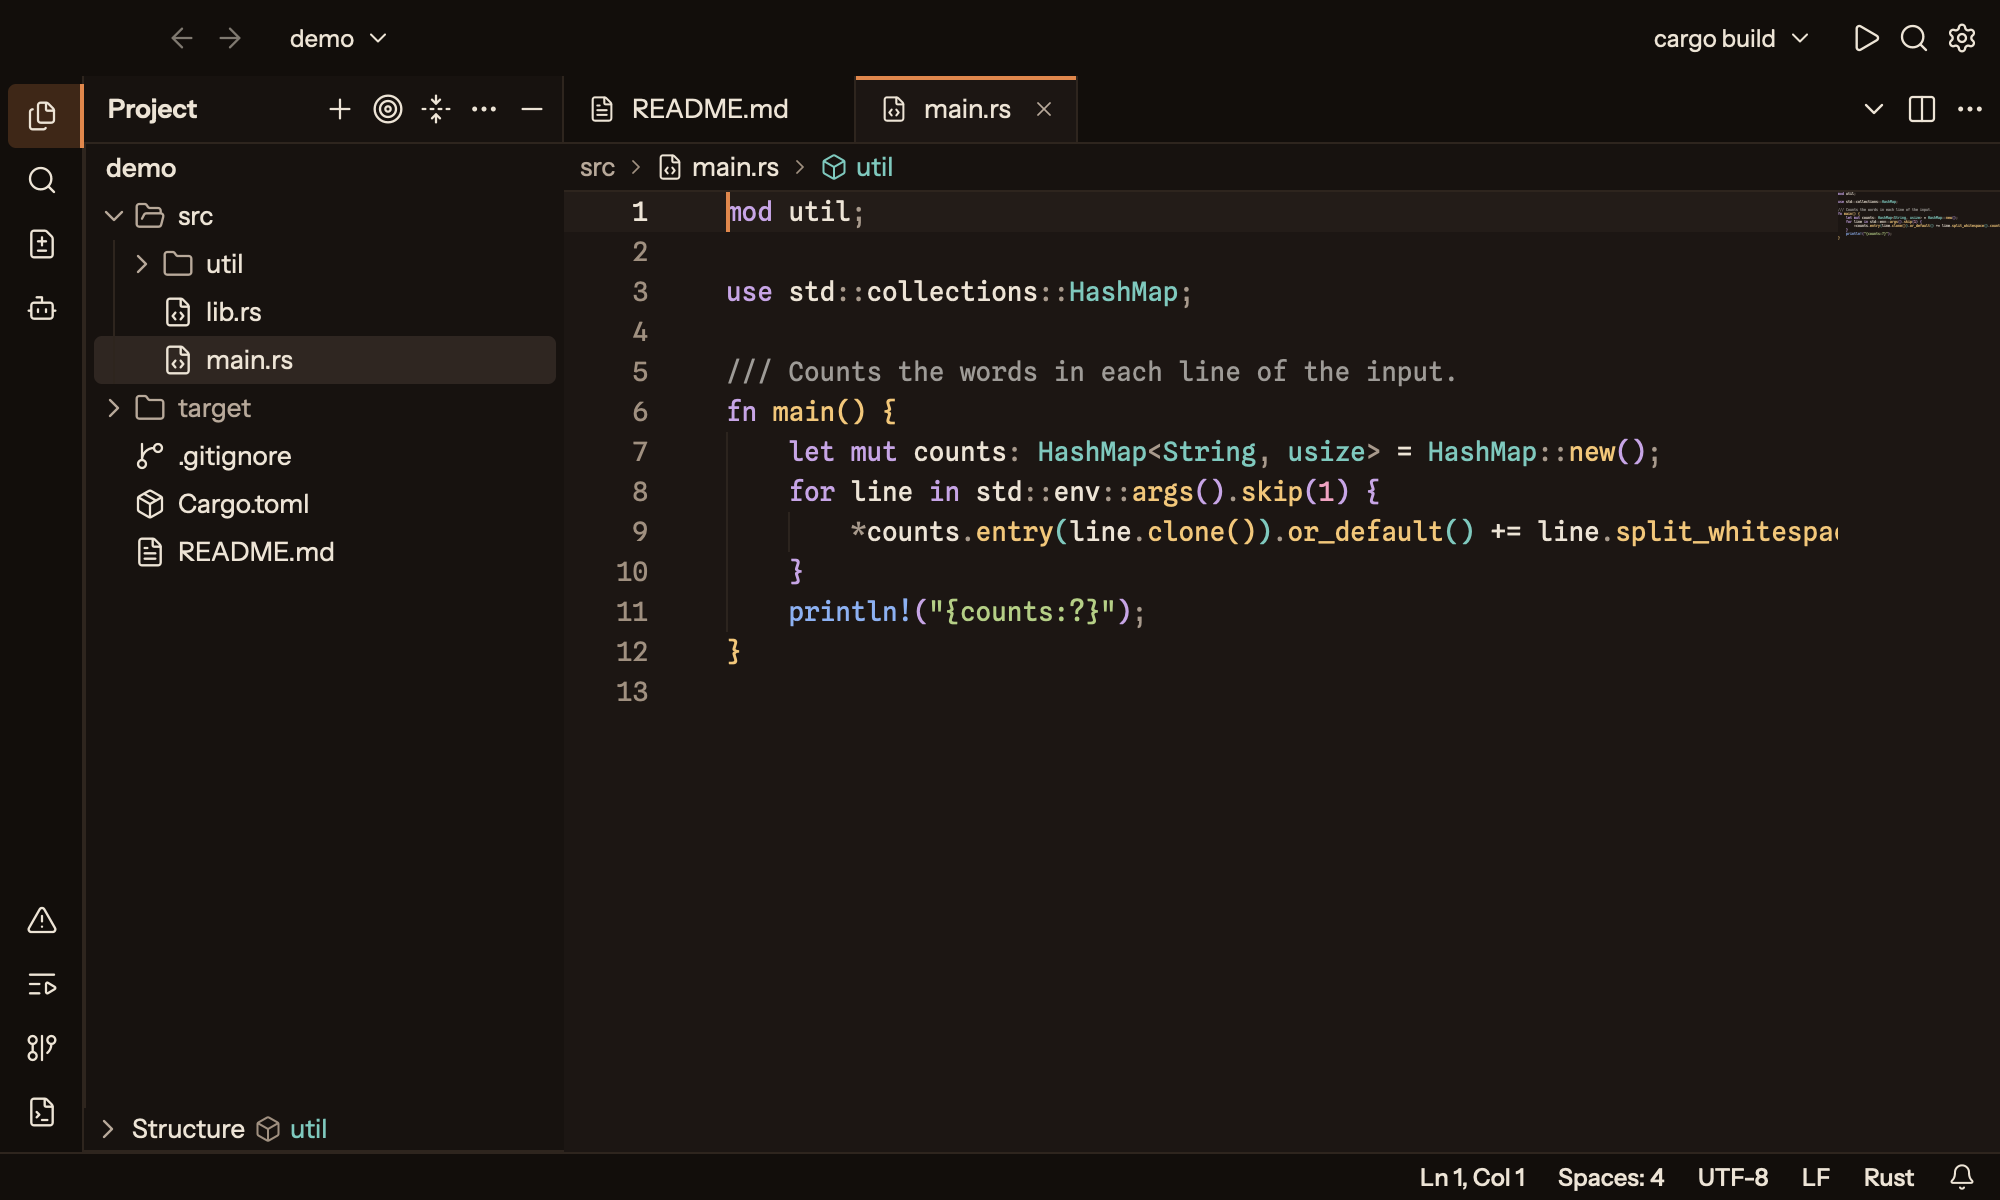 demo
cargo build
Project
README.md
main.rs
demo
src
util
lib.rs
main.rs
target
.gitignore
Cargo.toml
README.md
Structure util
src main.rs util
1 mod util;
2
3 use std::collections::HashMap;
4
5 /// Counts the words in each line of the input.
6 fn main() {
7 let mut counts: HashMap<String, usize> = HashMap::new();
8 for line in std::env::args().skip(1) {
9 *counts.entry(line.clone()).or_default() += line.split_whitespac
10 }
11 println!("{counts:?}");
12 }
13
Ln 1, Col 1
Spaces: 4
UTF-8
LF
Rust